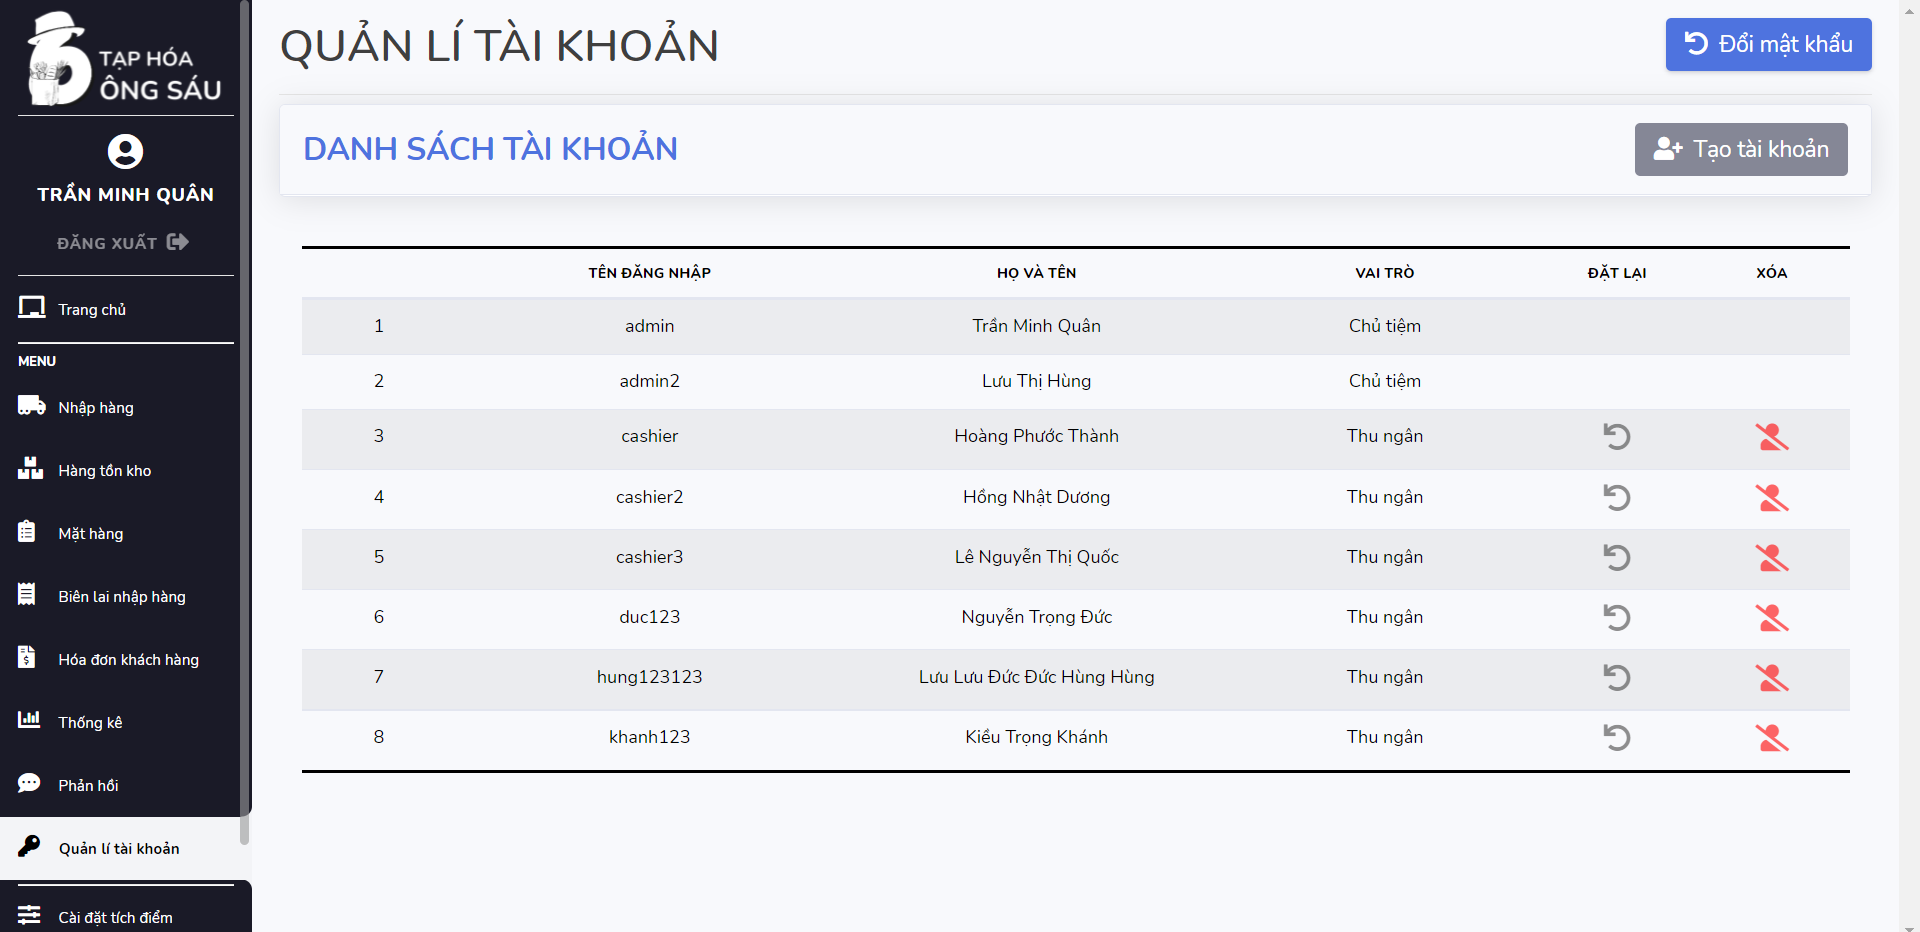 TẠP HÓA
ÔNG SÁU
TRẦN MINH QUÂN
ĐĂNG XUẤT
Trang chủ
MENU
Nhập hàng
Hàng tồn kho
Mặt hàng
Biên lai nhập hàng
Hóa đơn khách hàng
Thống kê
Phản hồi
Quản lí tài khoản
Cài đặt tích điểm
QUẢN LÍ TÀI KHOẢN
Đổi mật khẩu
DANH SÁCH TÀI KHOẢN
Tạo tài khoản
TÊN ĐĂNG NHẬP HỌ VÀ TÊN VAI TRÒ ĐẶT LẠI XÓA
1 admin Trần Minh Quân Chủ tiệm
2 admin2 Lưu Thị Hùng Chủ tiệm
3 cashier Hoàng Phước Thành Thu ngân
4 cashier2 Hồng Nhật Dương Thu ngân
5 cashier3 Lê Nguyễn Thị Quốc Thu ngân
6 duc123 Nguyễn Trọng Đức Thu ngân
7 hung123123 Lưu Lưu Đức Đức Hùng Hùng Thu ngân
8 khanh123 Kiều Trọng Khánh Thu ngân